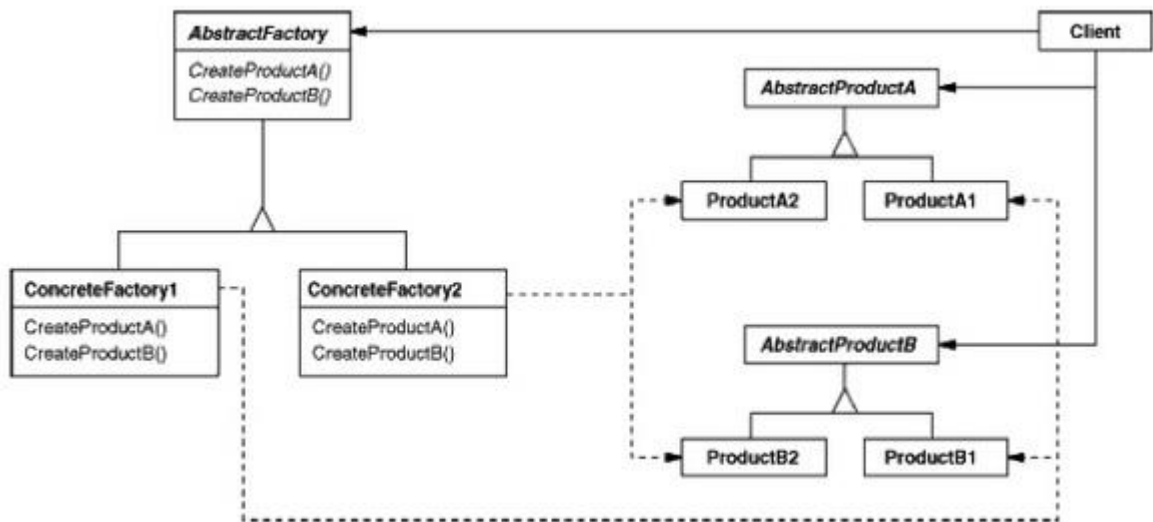 AbstractFactory
CreateProductA()
CreateProductB()
Client
AbstractProductA
ProductA2
ProductA1
ConcreteFactory1
CreateProductA()
CreateProductB()
ConcreteFactory2
CreateProductA()
CreateProductB()
AbstractProductB
ProductB2
ProductB1